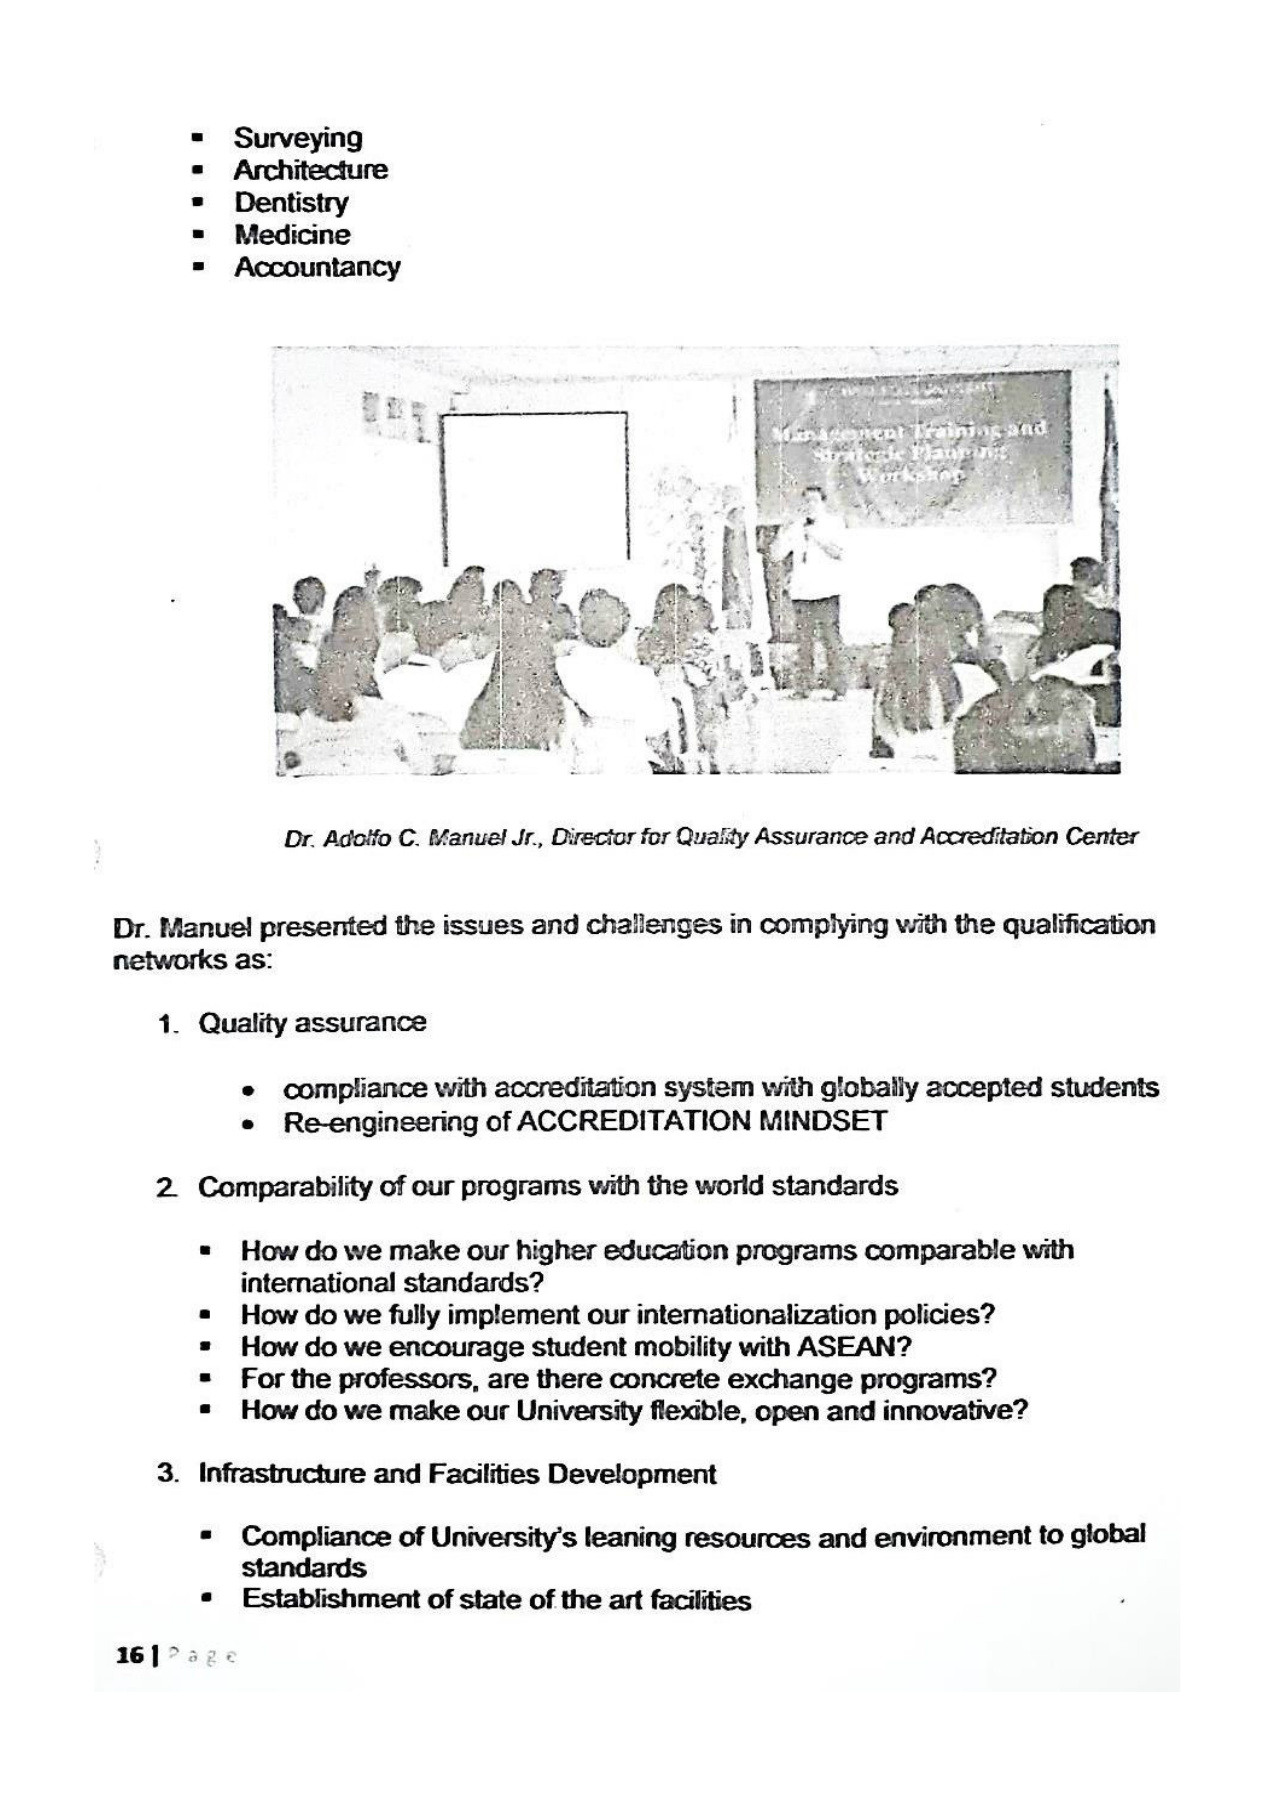 ▪ Surveying
▪ Architecture
▪ Dentistry
▪ Medicine
▪ Accountancy
Management Training and
Strategic Planning
Workshop
Dr. Adolfo C. Manuel Jr., Director for Quality Assurance and Accreditation Center
Dr. Manuel presented the issues and challenges in complying with the qualification
networks as:
1. Quality assurance
• compliance with accreditation system with globally accepted students
• Re-engineering of ACCREDITATION MINDSET
2. Comparability of our programs with the world standards
▪ How do we make our higher education programs comparable with
international standards?
▪ How do we fully implement our internationalization policies?
▪ How do we encourage student mobility with ASEAN?
▪ For the professors, are there concrete exchange programs?
▪ How do we make our University flexible, open and innovative?
3. Infrastructure and Facilities Development
▪ Compliance of University's leaning resources and environment to global
standards
▪ Establishment of state of the art facilities
16 | Page